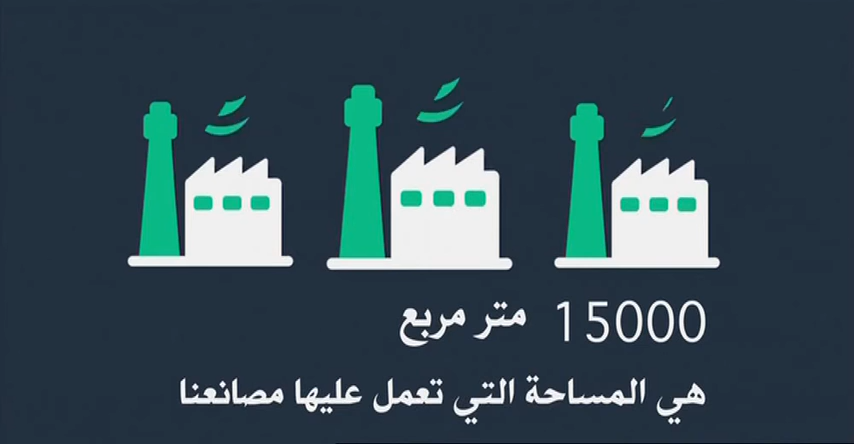 15000 متر مربع
هي المساحة التي تعمل عليها مصانعنا